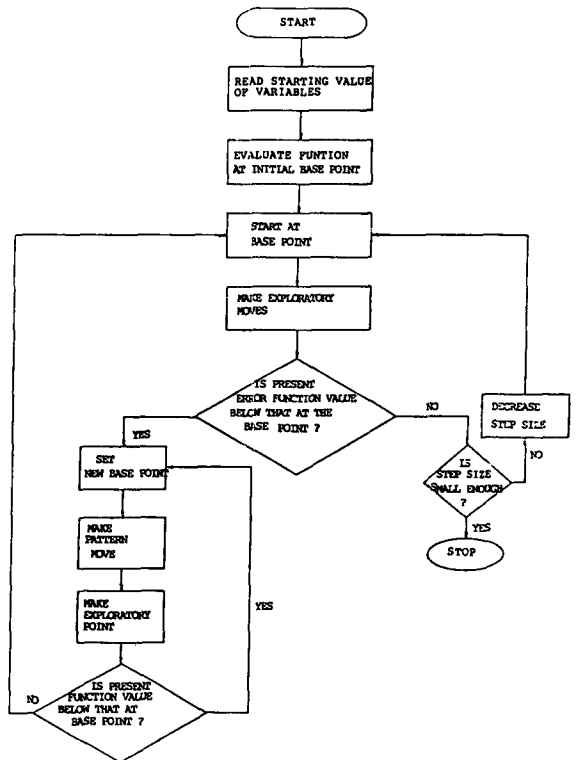 START
READ STARTING VALUE
OF VARIABLES
EVALUATE FUNTION
AT INITIAL BASE POINT
START AT
BASE POINT
MAKE EXPLORATORY
MOVES
IS PRESENT
ERROR FUNCTION VALUE
BELOW THAT AT THE
BASE POINT ?
NO
YES
DECREASE
STEP SIZE
NO
IS
STEP SIZE
SMALL ENOUGH
?
YES
STOP
SET
NEW BASE POINT
MAKE
PATTERN
MOVE
MAKE
EXPLORATORY
POINT
YES
NO
IS PRESENT
FUNCTION VALUE
BELOW THAT AT
BASE POINT ?